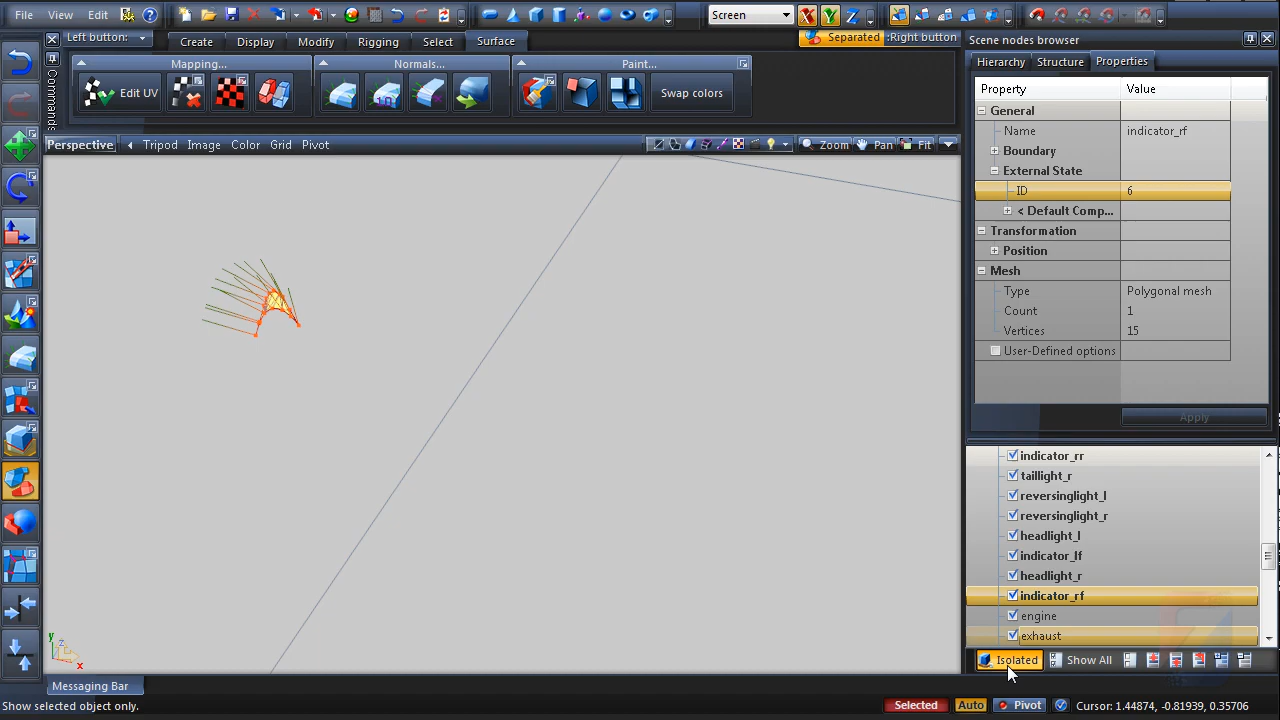 File View Edit Screen X Y Z
Left button: Separated :Right button
Create Display Modify Rigging Select Surface
Mapping... Normals... Paint...
Edit UV 1.0 Swap colors
Commands
Perspective Tripod Image Color Grid Pivot Zoom Pan Fit
Scene nodes browser
Hierarchy Structure Properties
Property Value
General
Name indicator_rf
Boundary
External State
ID 6
< Default Comp...
Transformation
Position
Mesh
Type Polygonal mesh
Count 1
Vertices 15
User-Defined options
Apply
indicator_rr
taillight_r
reversinglight_l
reversinglight_r
headlight_l
indicator_lf
headlight_r
indicator_rf
engine
exhaust
Isolated Show All
y z x
Messaging Bar
Show selected object only. Selected Auto Pivot Cursor: 1.44874, -0.81939, 0.35706